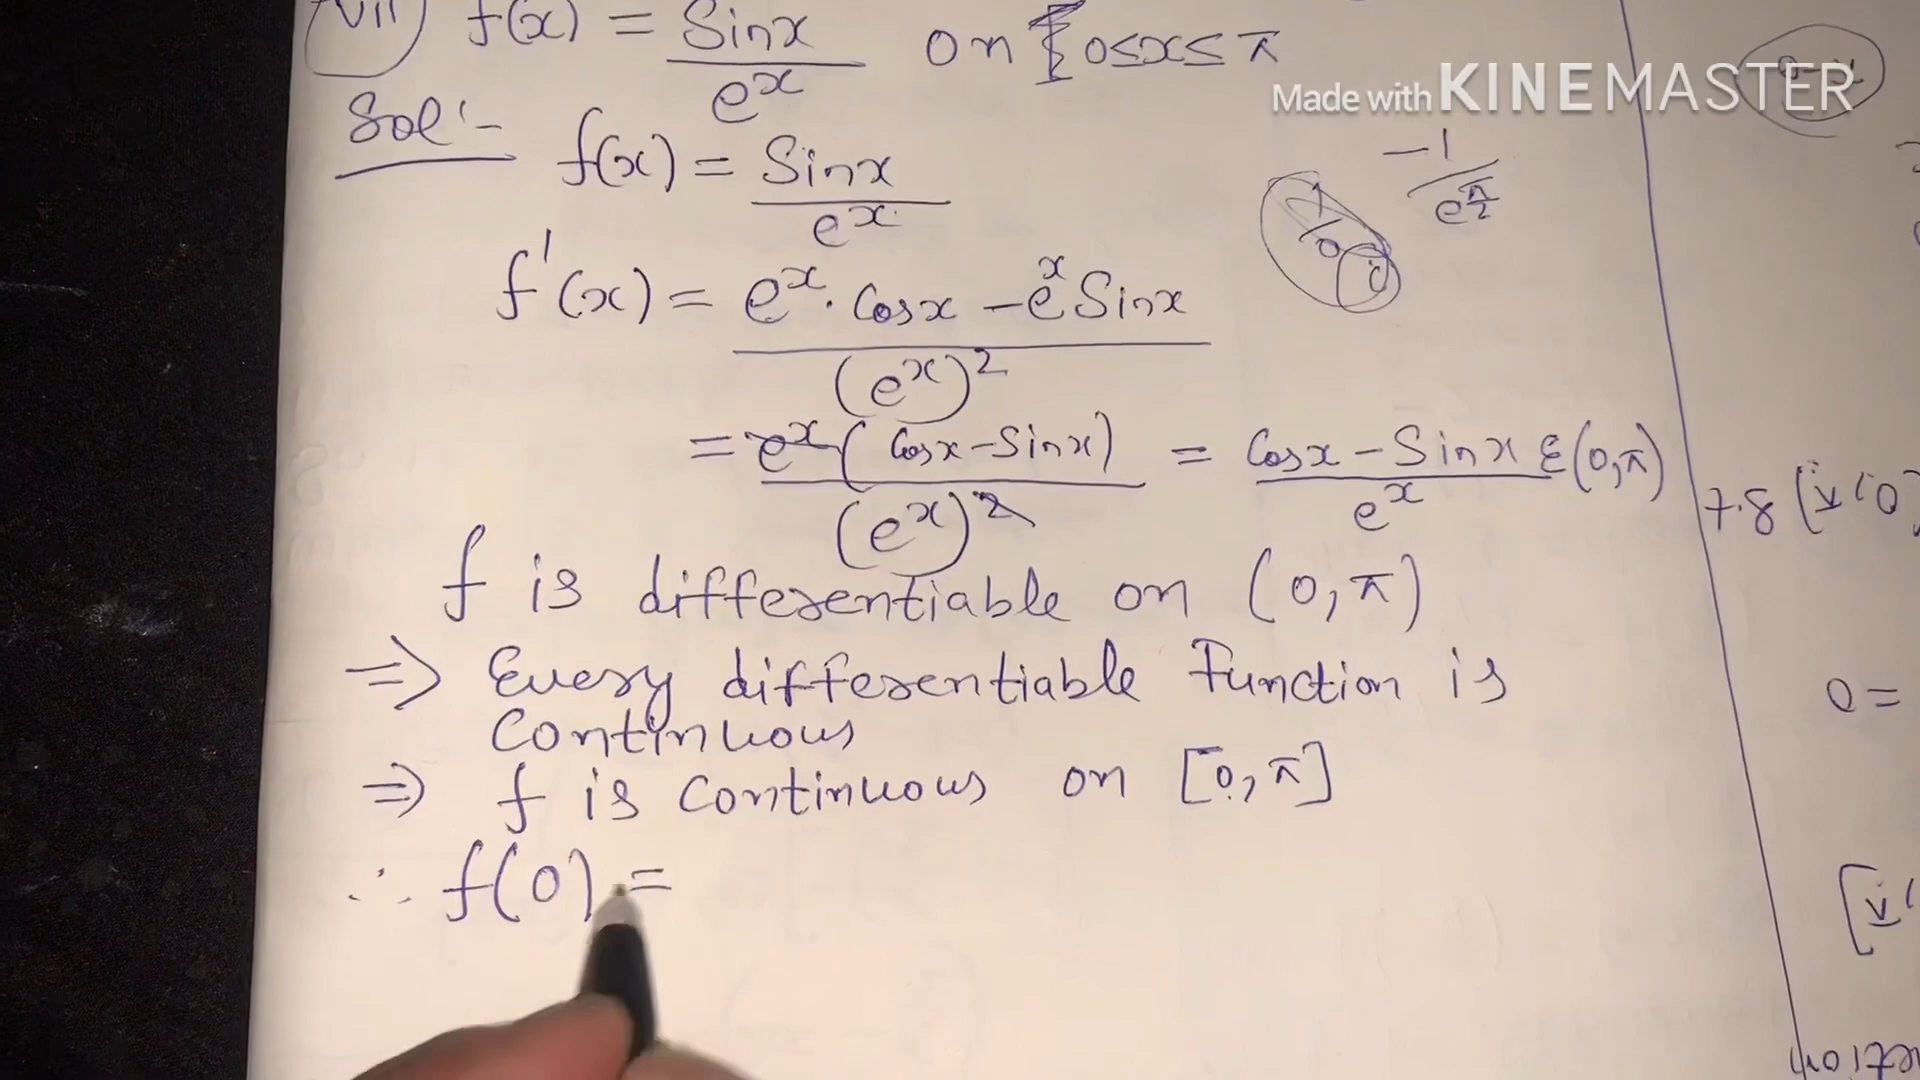 (vii) f(x) = Sinx / e^x on 0≤x≤π
Made with KINEMASTER
Sol:-
f(x) = Sinx / e^x
-1 / e^(π/2)
f'(x) = e^x . Cosx - e^x Sinx / (e^x)^2
= e^x (Cosx - Sinx) / (e^x)^2 = Cosx - Sinx / e^x ε (0,π)
f is differentiable on (0, π)
⇒ Every differentiable function is
Continuous
⇒ f is continuous on [0, π]
∴ f(0) =